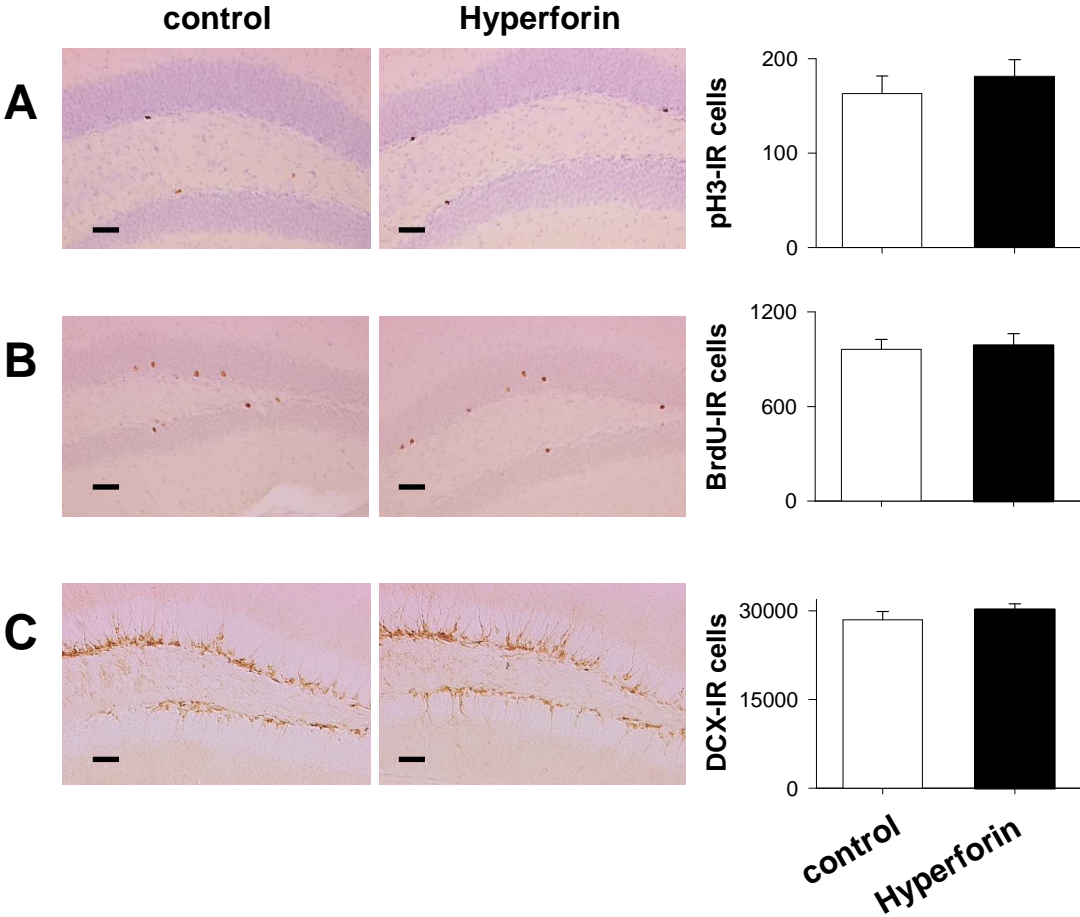 control Hyperforin
A
pH3-IR cells
200
100
0
B
BrdU-IR cells
1200
600
0
C
DCX-IR cells
30000
15000
0
control
Hyperforin